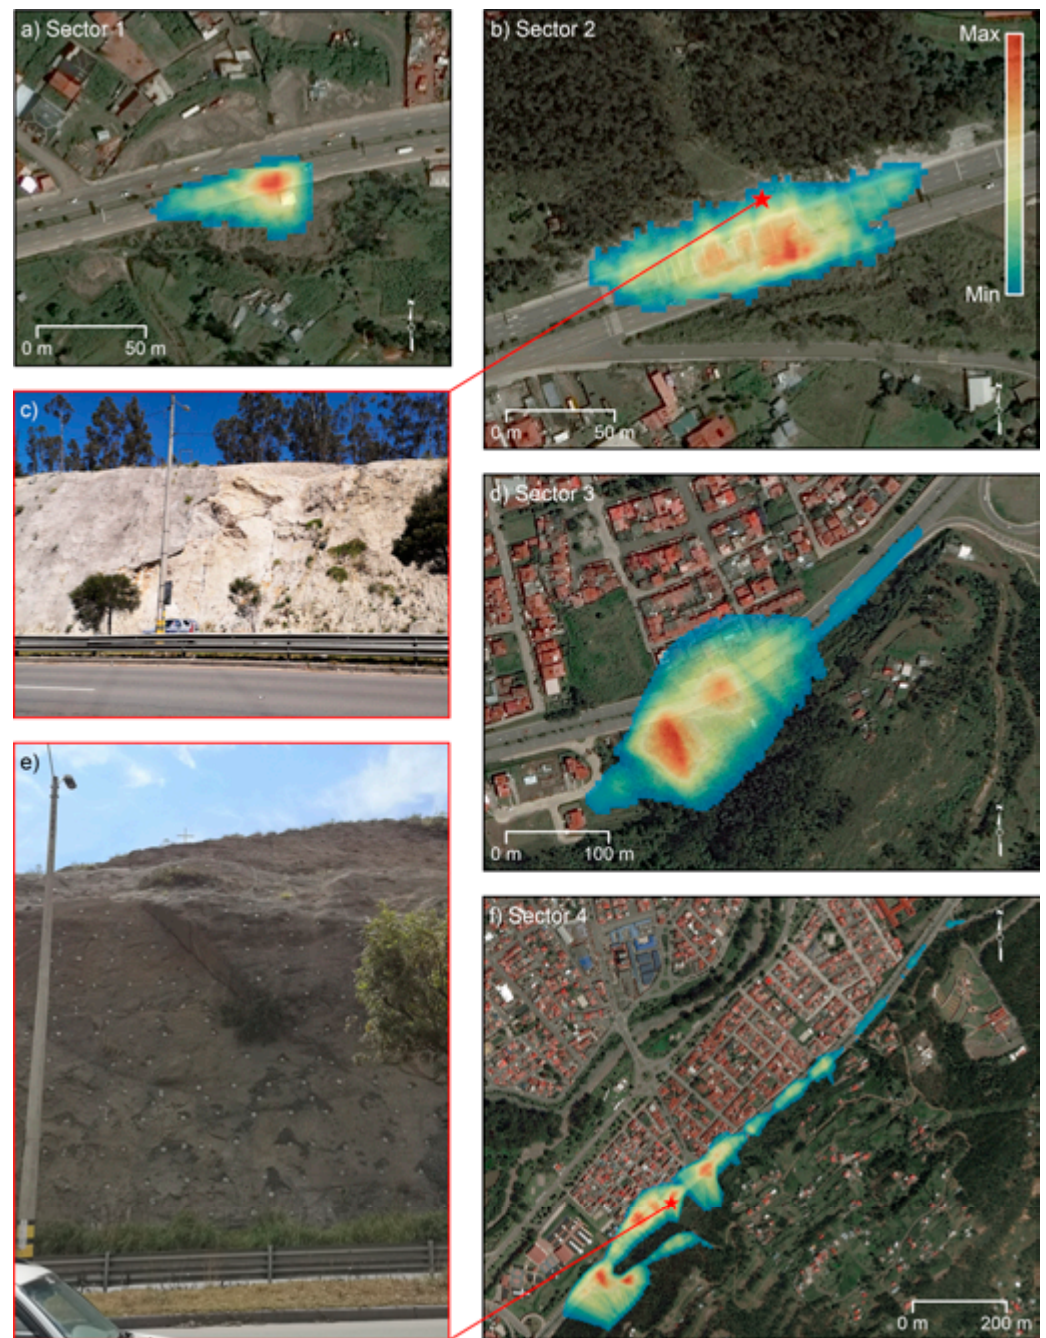 a) Sector 1
0 m 50 m
N
b) Sector 2
Max
Min
0 m 50 m
N
c)
d) Sector 3
0 m 100 m
N
e)
f) Sector 4
N
0 m 200 m